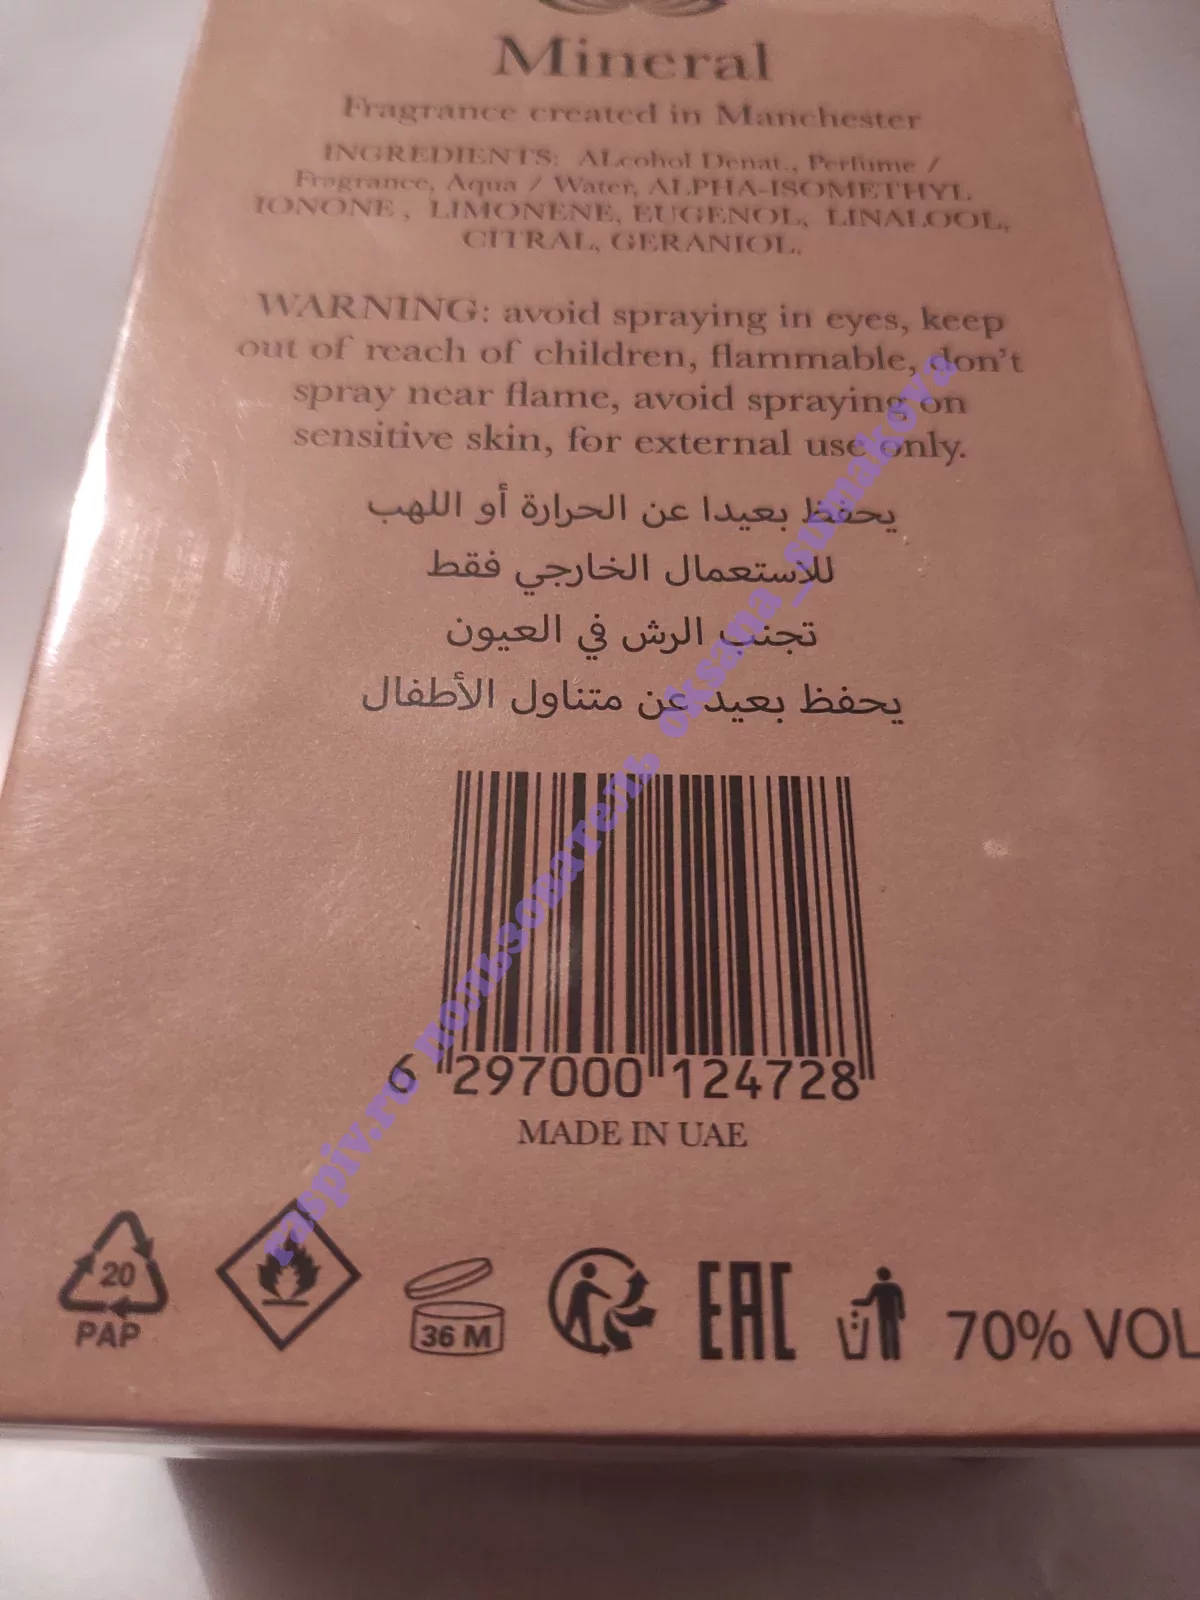 Mineral
Fragrance created in Manchester
INGREDIENTS: ALcohol Denat., Perfume /
Fragrance, Aqua / Water, ALPHA-ISOMETHYL
IONONE , LIMONENE, EUGENOL, LINALOOL,
CITRAL, GERANIOL.
WARNING: avoid spraying in eyes, keep
out of reach of children, flammable, don't
spray near flame, avoid spraying on
sensitive skin, for external use only.
يحفظ بعيدا عن الحرارة أو اللهب
للاستعمال الخارجي فقط
تجنب الرش في العيون
يحفظ بعيد عن متناول الأطفال
6 297000 124728
MADE IN UAE
20
PAP
36 M
EAC
70% VOL
raspiv.ru пользователь oksana_sumakova